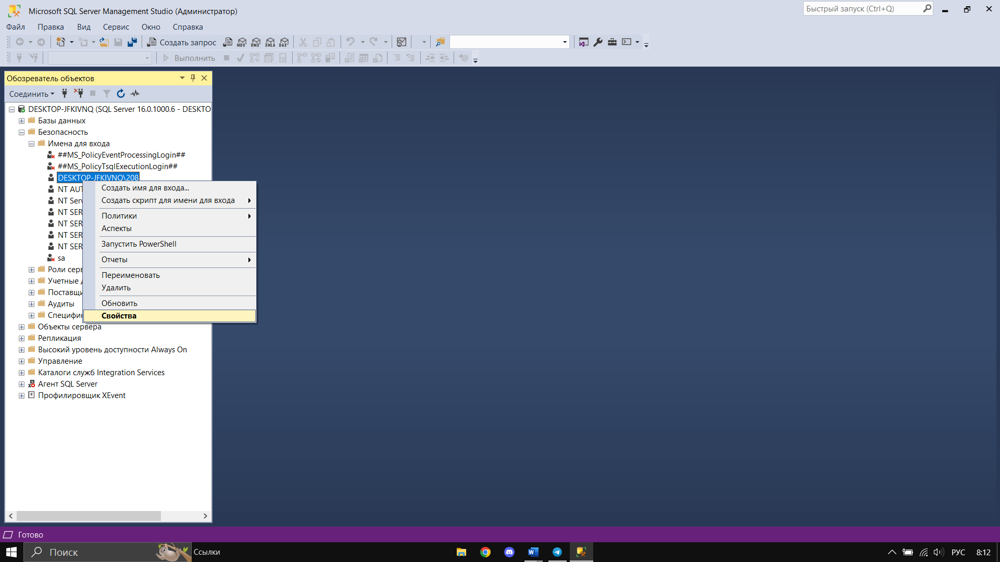 Microsoft SQL Server Management Studio (Администратор)
Быстрый запуск (Ctrl+Q)
Файл Правка Вид Сервис Окно Справка
Создать запрос MDX DMX XMLA DAX
Выполнить
Обозреватель объектов
Соединить
DESKTOP-JFKIVNQ (SQL Server 16.0.1000.6 - DESKTO
Базы данных
Безопасность
Имена для входа
##MS_PolicyEventProcessingLogin##
##MS_PolicyTsqlExecutionLogin##
DESKTOP-JFKIVNQ\208
NT AUT
NT Serv
NT SER
NT SER
NT SER
NT SER
sa
Роли серв
Учетные д
Поставщи
Аудиты
Специфик
Объекты сервера
Репликация
Высокий уровень доступности Always On
Управление
Каталоги служб Integration Services
Агент SQL Server
Профилировщик XEvent
Создать имя для входа...
Создать скрипт для имени для входа
Политики
Аспекты
Запустить PowerShell
Отчеты
Переименовать
Удалить
Обновить
Свойства
Готово
Поиск
Ссылки
РУС
8:12